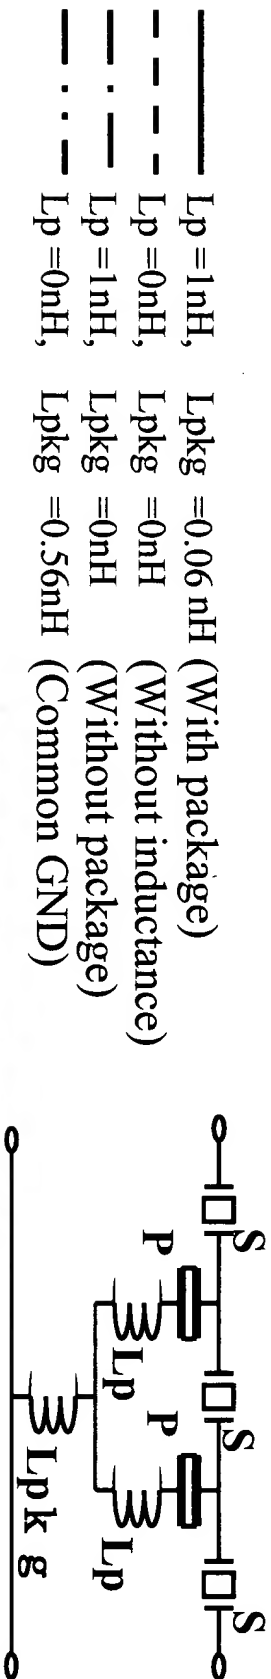 Lp =1nH, Lpkg =0.06 nH (With package)
Lp =0nH, Lpkg =0nH (Without inductance)
Lp =1nH, Lpkg =0nH (Without package)
Lp =0nH, Lpkg =0.56nH (Common GND)
S S S
P P
Lp Lp
Lpkg